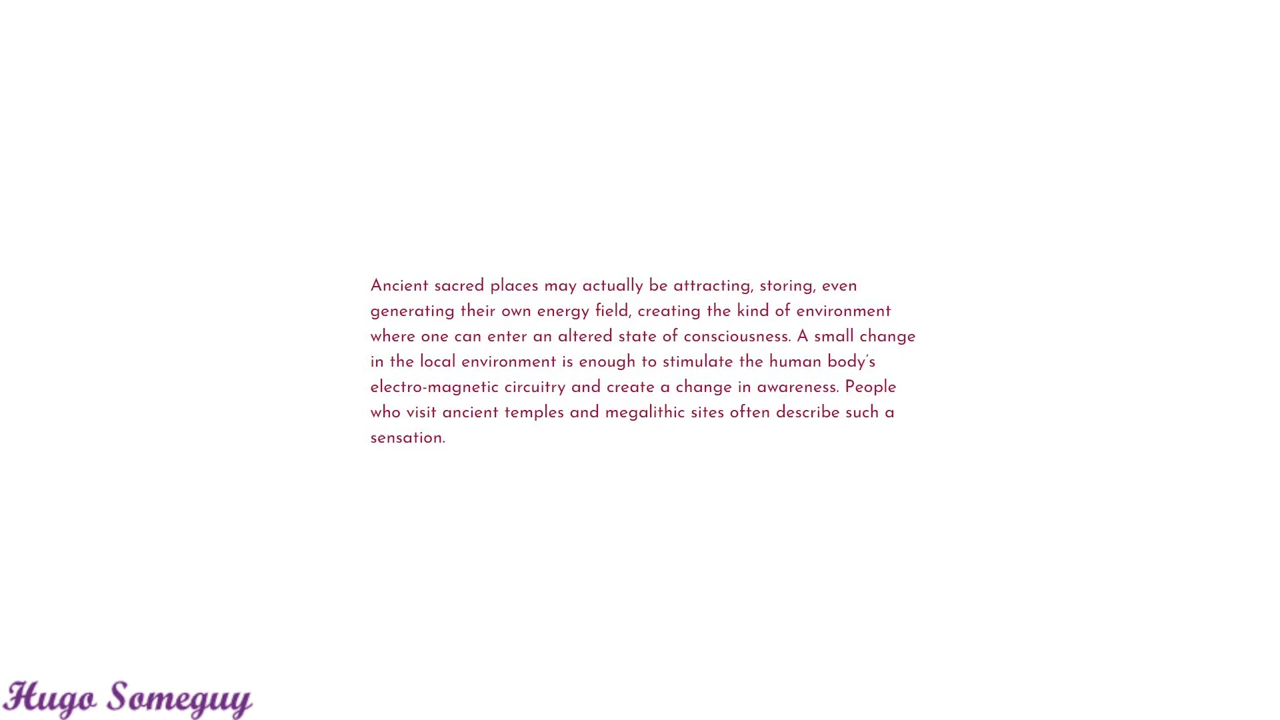 Ancient sacred places may actually be attracting, storing, even
generating their own energy field, creating the kind of environment
where one can enter an altered state of consciousness. A small change
in the local environment is enough to stimulate the human body's
electro-magnetic circuitry and create a change in awareness. People
who visit ancient temples and megalithic sites often describe such a
sensation.
Hugo Someguy